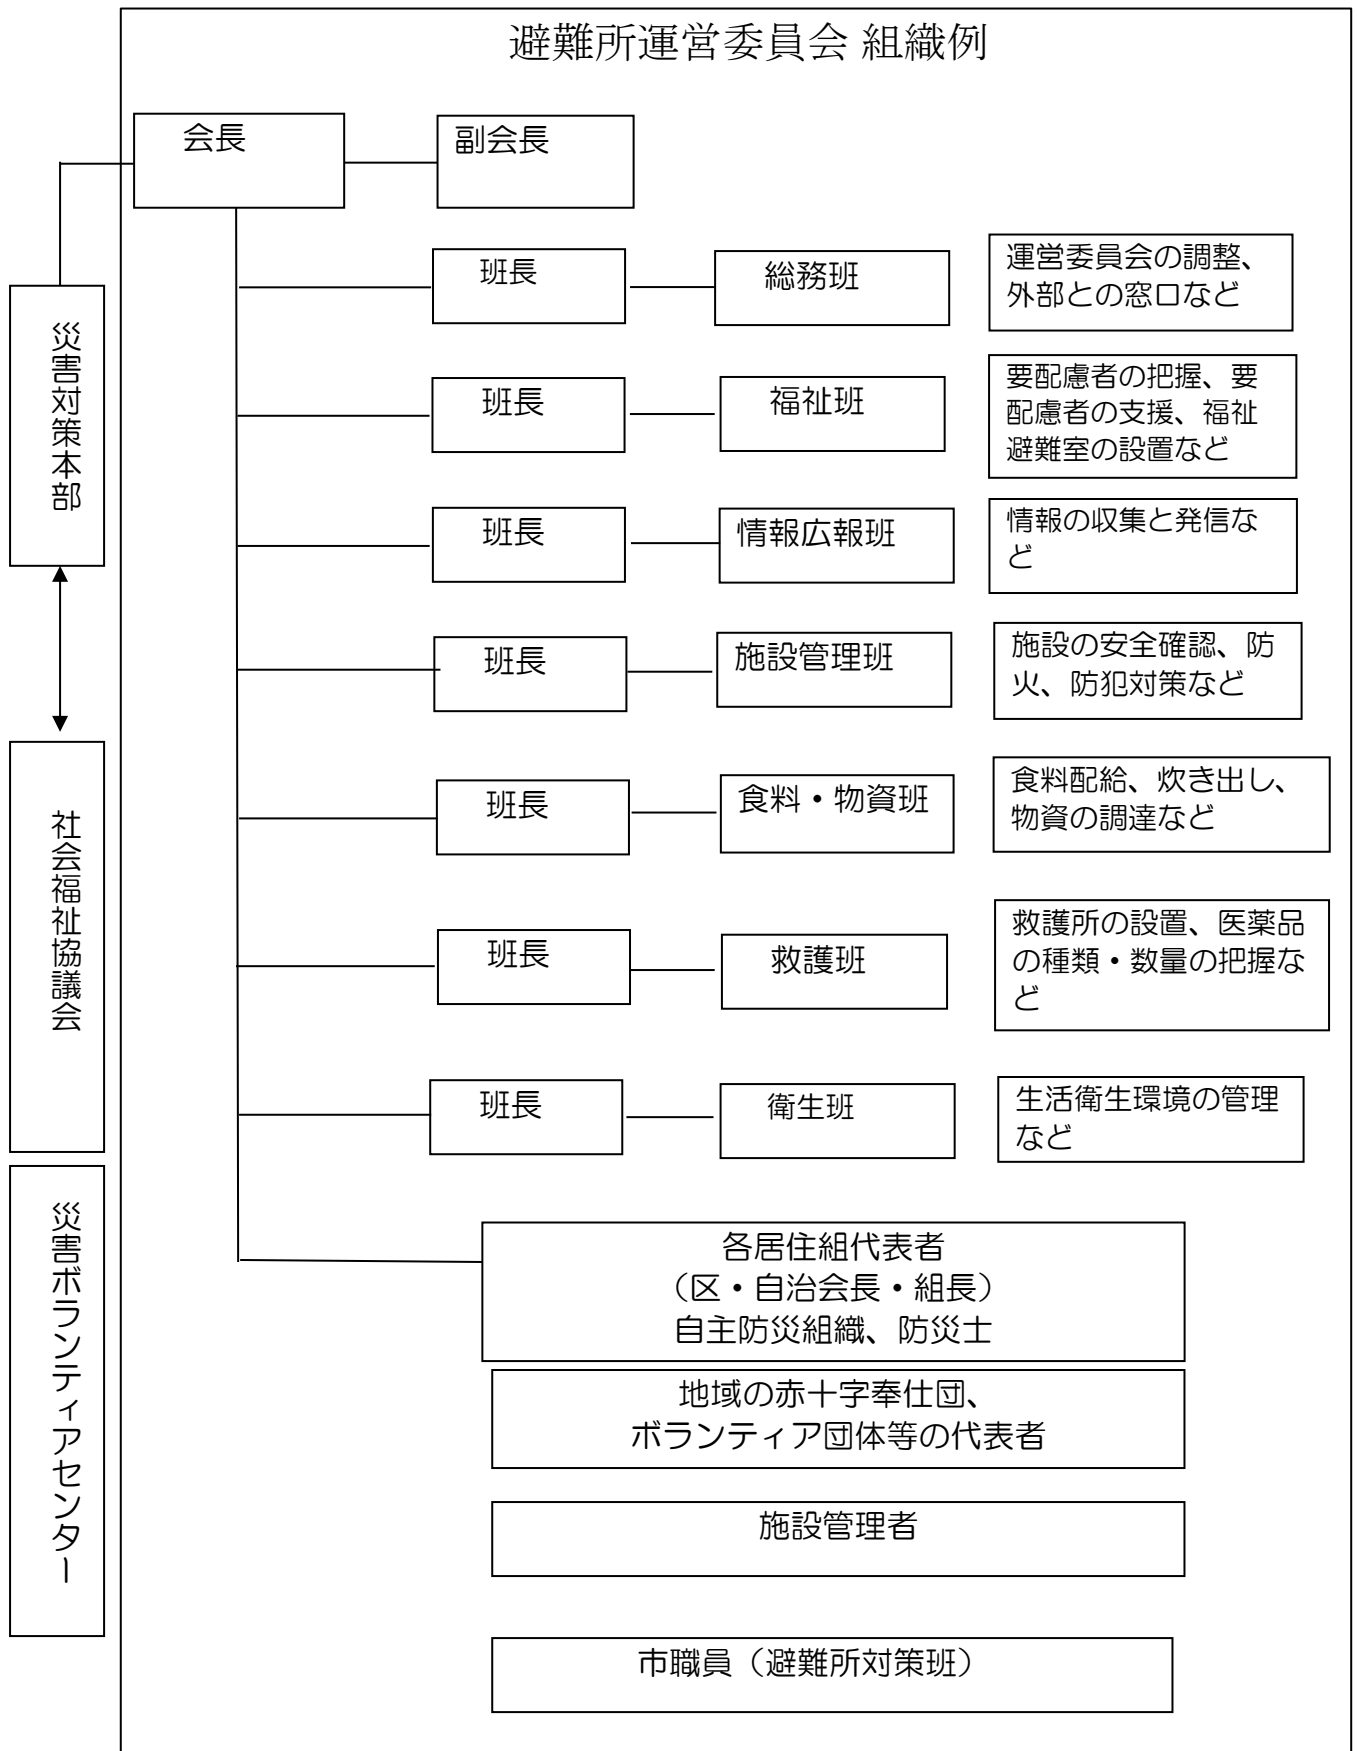 避難所運営委員会 組織例
会長
副会長
班長
総務班
運営委員会の調整、
外部との窓口など
班長
福祉班
要配慮者の把握、要
配慮者の支援、福祉
避難室の設置など
班長
情報広報班
情報の収集と発信な
ど
班長
施設管理班
施設の安全確認、防
火、防犯対策など
班長
食料・物資班
食料配給、炊き出し、
物資の調達など
班長
救護班
救護所の設置、医薬品
の種類・数量の把握な
ど
班長
衛生班
生活衛生環境の管理
など
各居住組代表者
（区・自治会長・組長）
自主防災組織、防災士
地域の赤十字奉仕団、
ボランティア団体等の代表者
施設管理者
市職員（避難所対策班）
災害対策本部
社会福祉協議会
災害ボランティアセンター